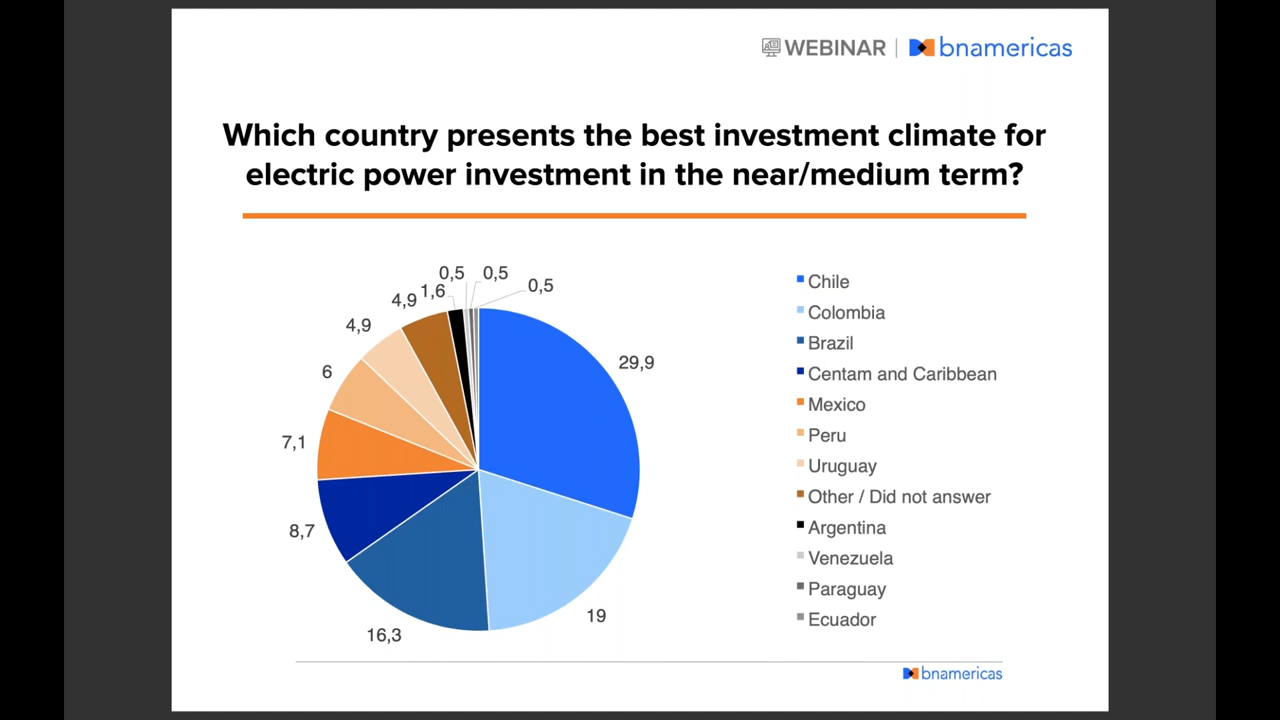 WEBINAR | bnamericas
Which country presents the best investment climate for
electric power investment in the near/medium term?
0,5 0,5 0,5
4,9 1,6
4,9
6
7,1
8,7
16,3
19
29,9
Chile
Colombia
Brazil
Centam and Caribbean
Mexico
Peru
Uruguay
Other / Did not answer
Argentina
Venezuela
Paraguay
Ecuador
bnamericas